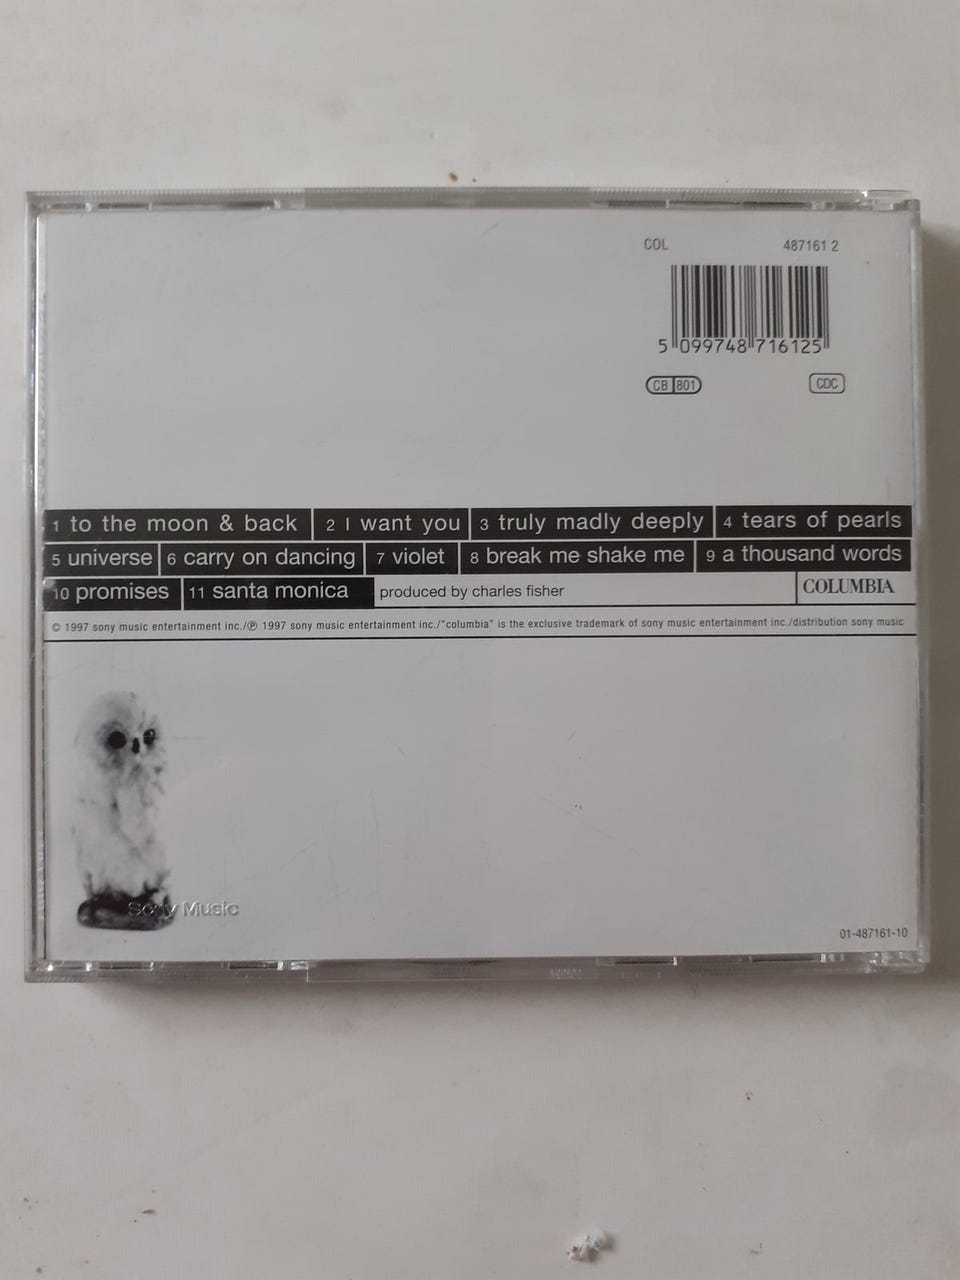 COL 487161 2
5 099748 716125
CB 801 CDC
1 to the moon & back 2 I want you 3 truly madly deeply 4 tears of pearls
5 universe 6 carry on dancing 7 violet 8 break me shake me 9 a thousand words
10 promises 11 santa monica produced by charles fisher COLUMBIA
© 1997 sony music entertainment inc./℗ 1997 sony music entertainment inc./"columbia" is the exclusive trademark of sony music entertainment inc./distribution sony music
Sony Music
01-487161-10